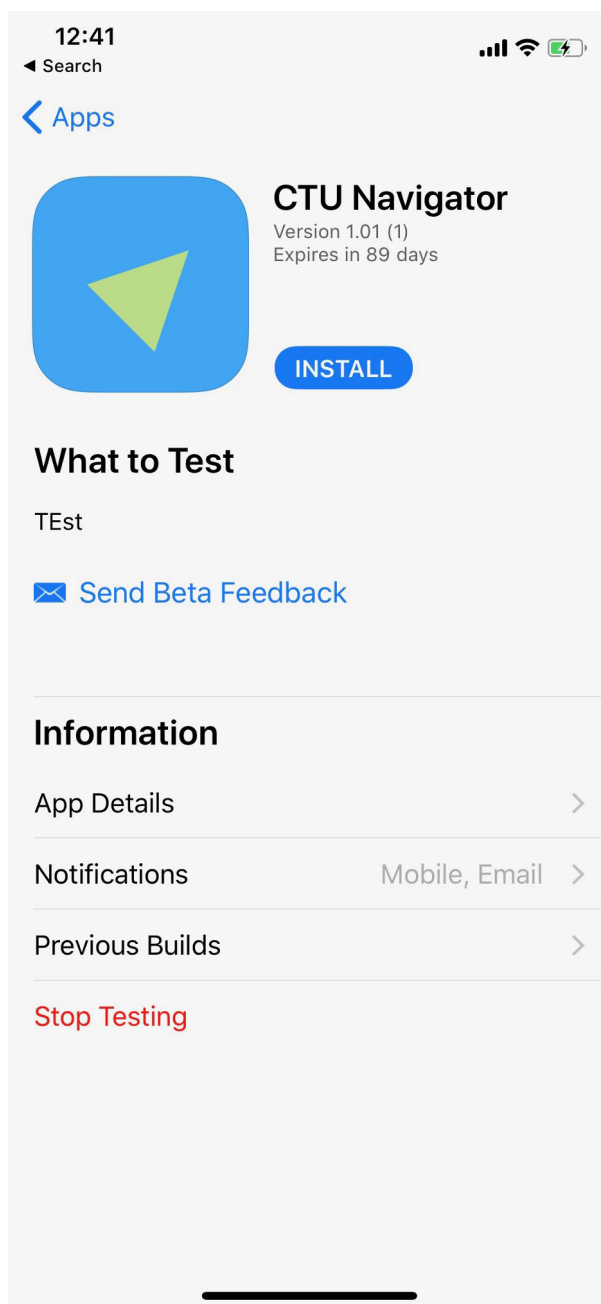 12:41
◀ Search
Apps
CTU Navigator
Version 1.01 (1)
Expires in 89 days
INSTALL
What to Test
TEst
Send Beta Feedback
Information
App Details
Notifications Mobile, Email
Previous Builds
Stop Testing